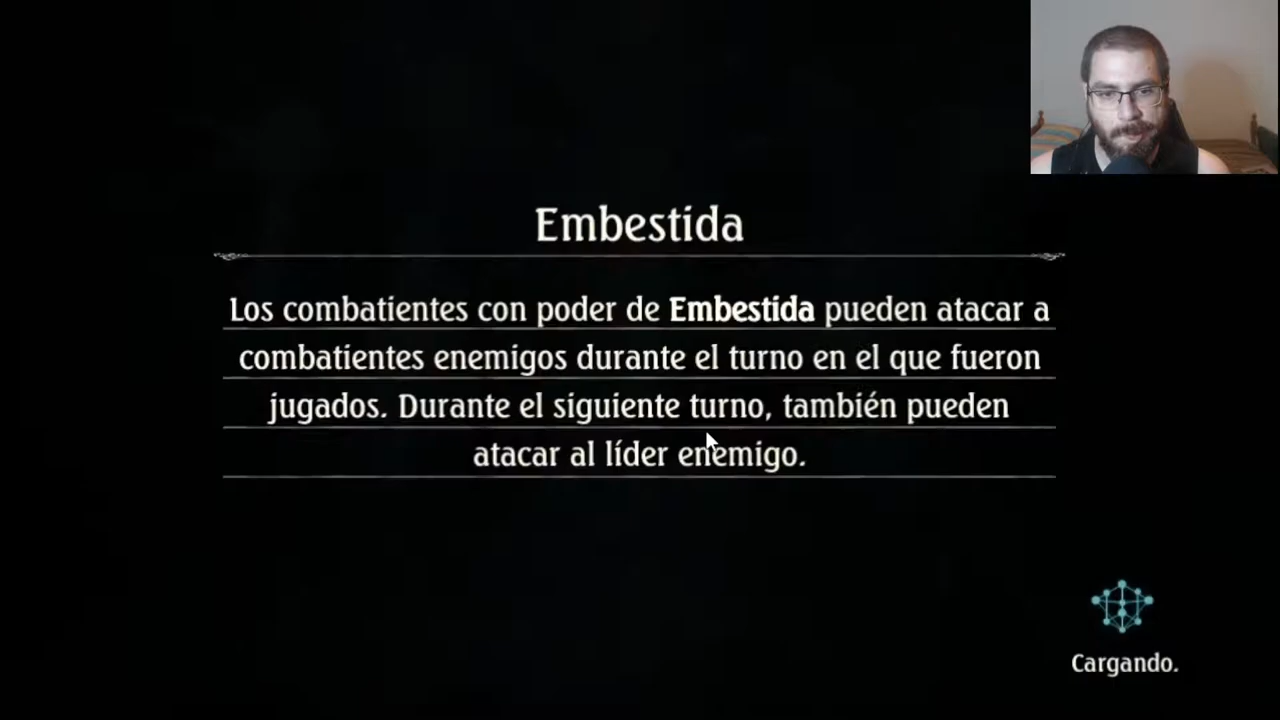 Embestida
Los combatientes con poder de Embestida pueden atacar a
combatientes enemigos durante el turno en el que fueron
jugados. Durante el siguiente turno, también pueden
atacar al líder enemigo.
Cargando.